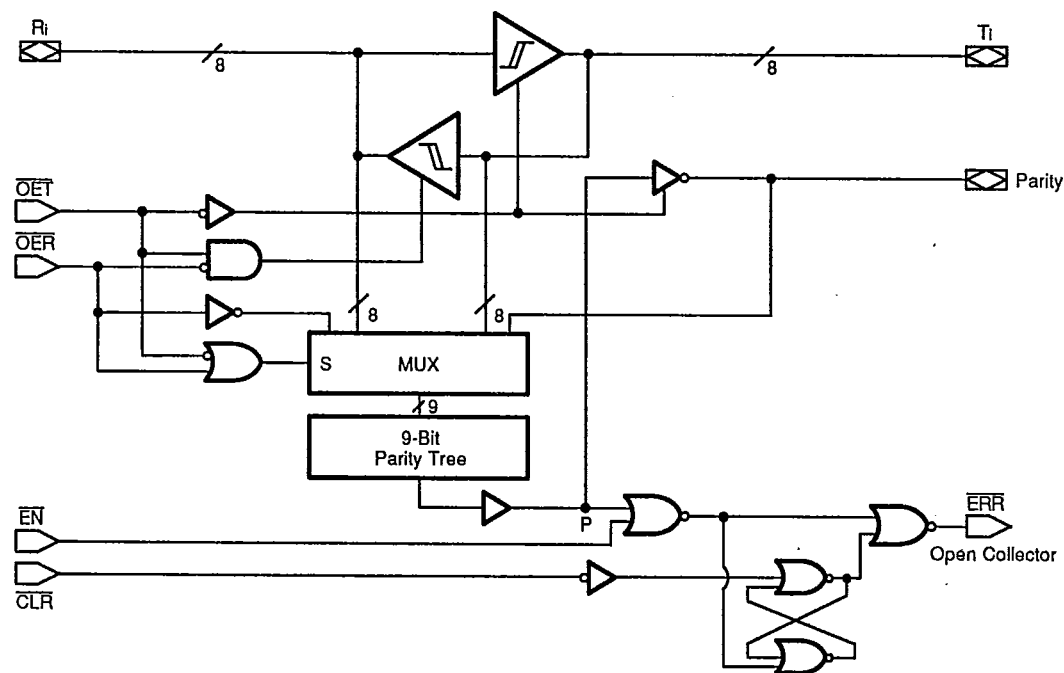 Ri
Ti
8
8
OET
Parity
OER
8
8
S MUX
9
9-Bit
Parity Tree
EN
P
ERR
Open Collector
CLR